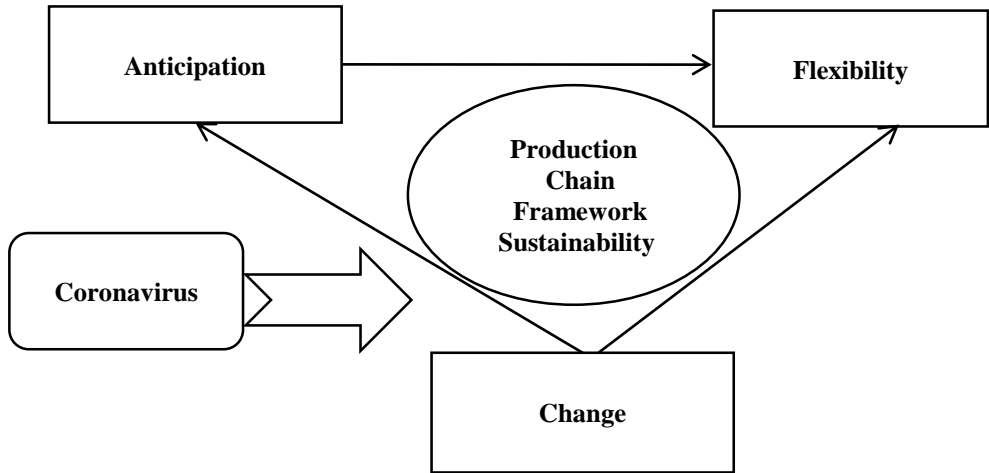 Anticipation
Flexibility
Production
Chain
Framework
Sustainability
Coronavirus
Change